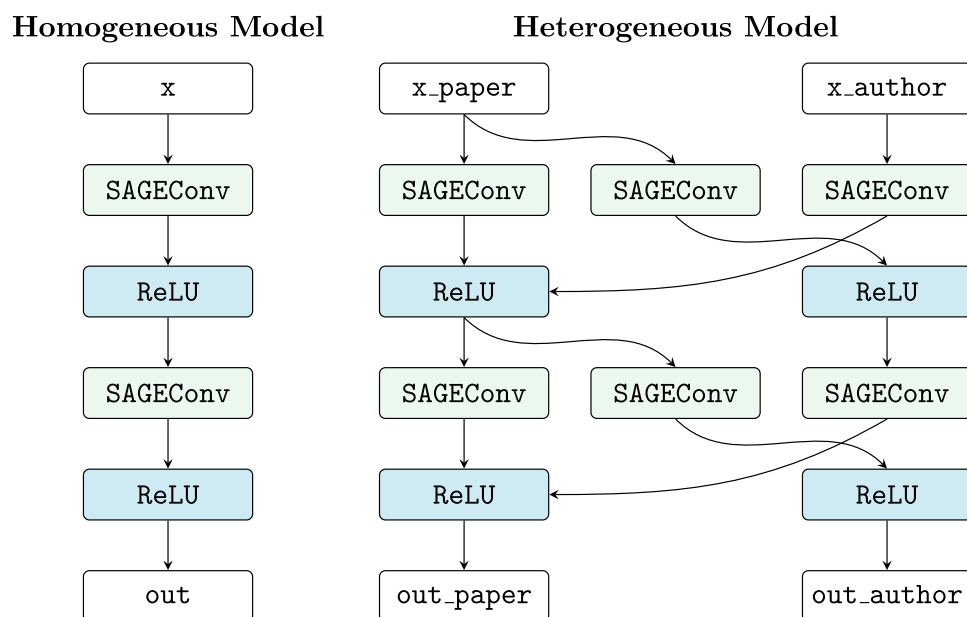 Homogeneous Model Heterogeneous Model
x x_paper x_author
SAGEConv SAGEConv SAGEConv SAGEConv
ReLU ReLU ReLU
SAGEConv SAGEConv SAGEConv SAGEConv
ReLU ReLU ReLU
out out_paper out_author